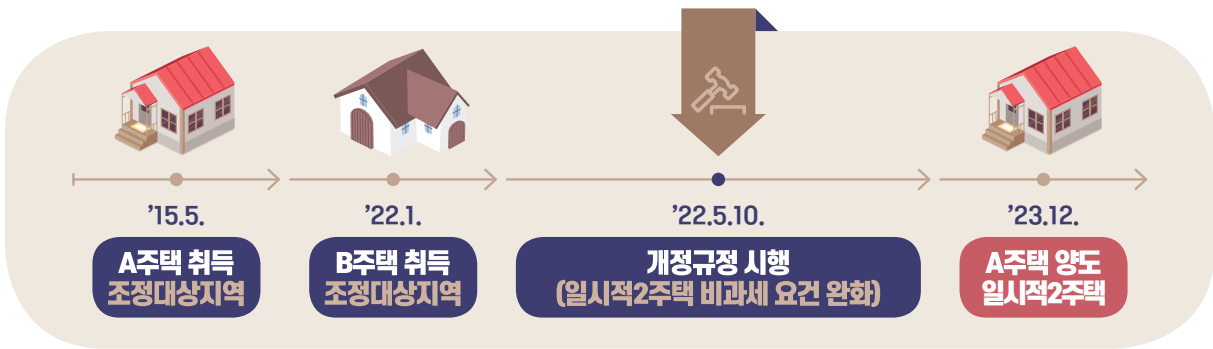 ’15.5.
A주택 취득
조정대상지역
’22.1.
B주택 취득
조정대상지역
’22.5.10.
개정규정 시행
(일시적2주택 비과세 요건 완화)
’23.12.
A주택 양도
일시적2주택